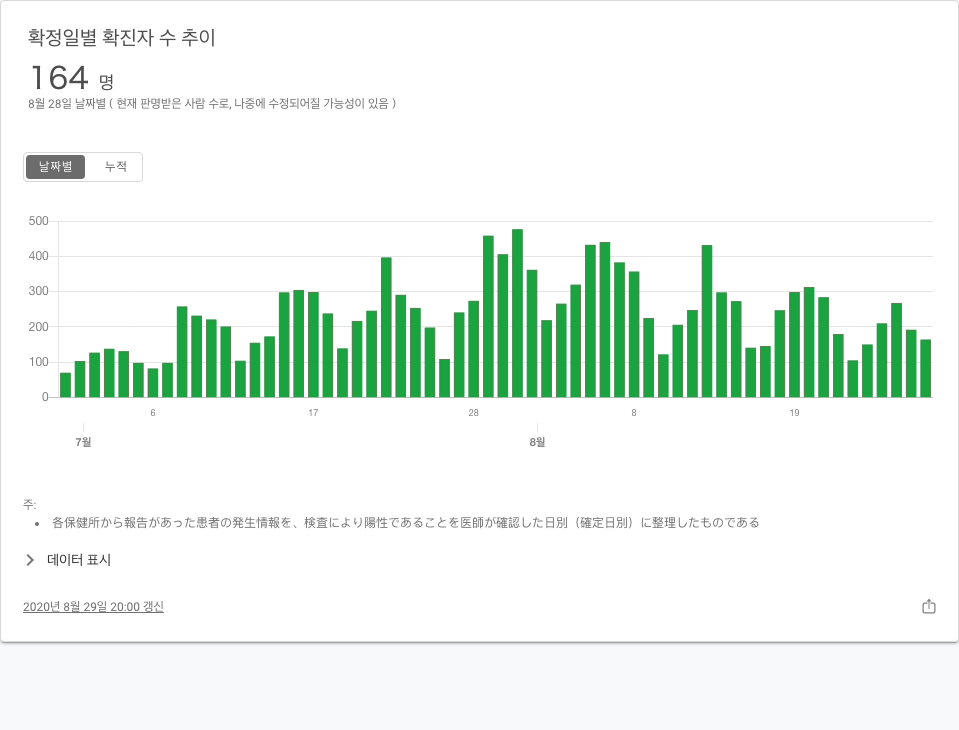 확정일별 확진자 수 추이
164 명
8월 28일 날짜별 ( 현재 판명받은 사람 수로, 나중에 수정되어질 가능성이 있음 )
날짜별 누적
500
400
300
200
100
0
6 17 28 8 19
7월 8월
주:
• 各保健所から報告があった患者の発生情報を、検査により陽性であることを医師が確認した日別（確定日別）に整理したものである
데이터 표시
2020년 8월 29일 20:00 갱신